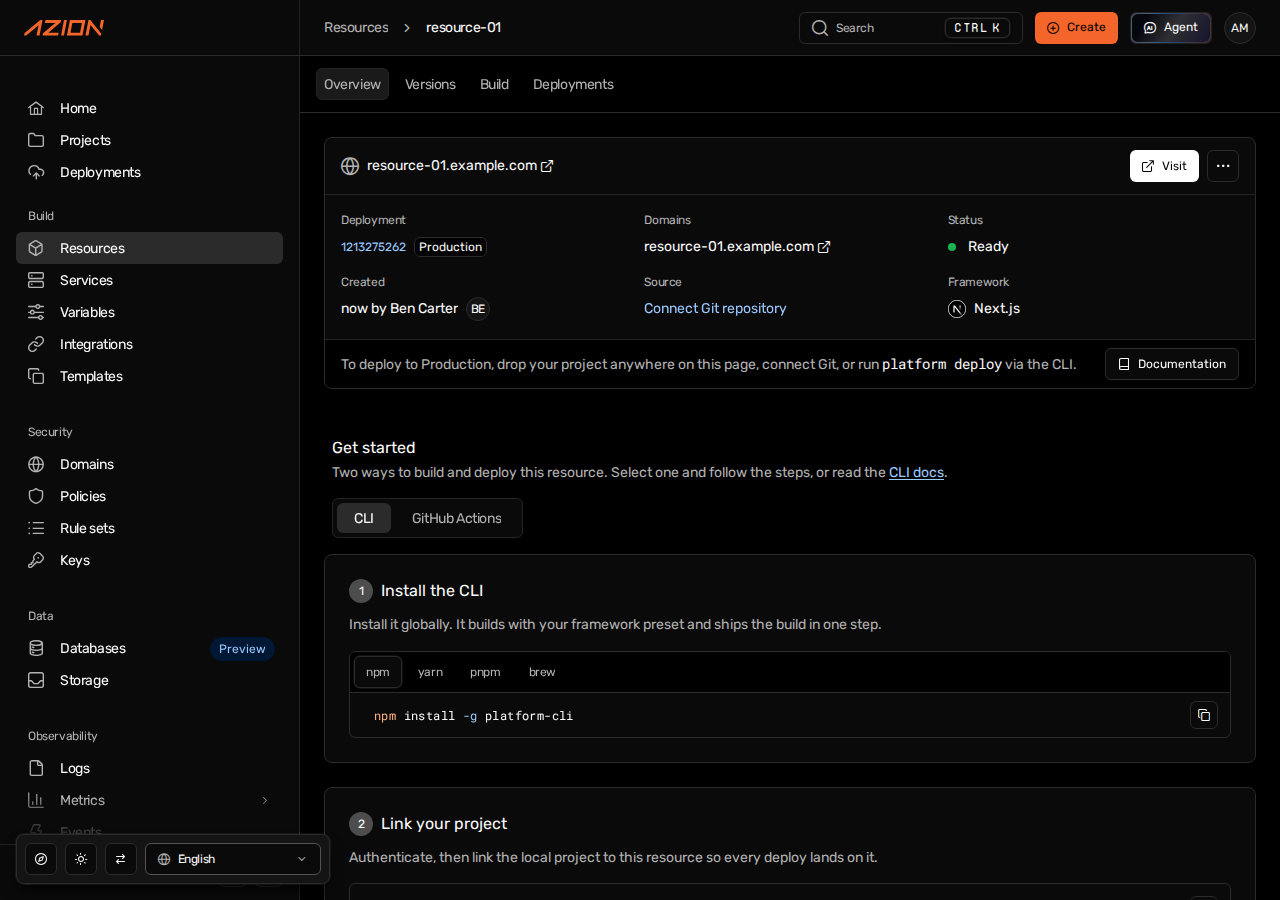 AZION
Resources > resource-01
Search
CTRL K
Create
Agent
AM
Overview
Versions
Build
Deployments
Home
Projects
Deployments
Build
Resources
Services
Variables
Integrations
Templates
Security
Domains
Policies
Rule sets
Keys
Data
Databases
Preview
Storage
Observability
Logs
Metrics
Events
English
resource-01.example.com
Visit
Deployment
1213275262 Production
Domains
resource-01.example.com
Status
Ready
Created
now by Ben Carter BE
Source
Connect Git repository
Framework
Next.js
To deploy to Production, drop your project anywhere on this page, connect Git, or run platform deploy via the CLI.
Documentation
Get started
Two ways to build and deploy this resource. Select one and follow the steps, or read the CLI docs.
CLI
GitHub Actions
1 Install the CLI
Install it globally. It builds with your framework preset and ships the build in one step.
npm
yarn
pnpm
brew
npm install -g platform-cli
2 Link your project
Authenticate, then link the local project to this resource so every deploy lands on it.